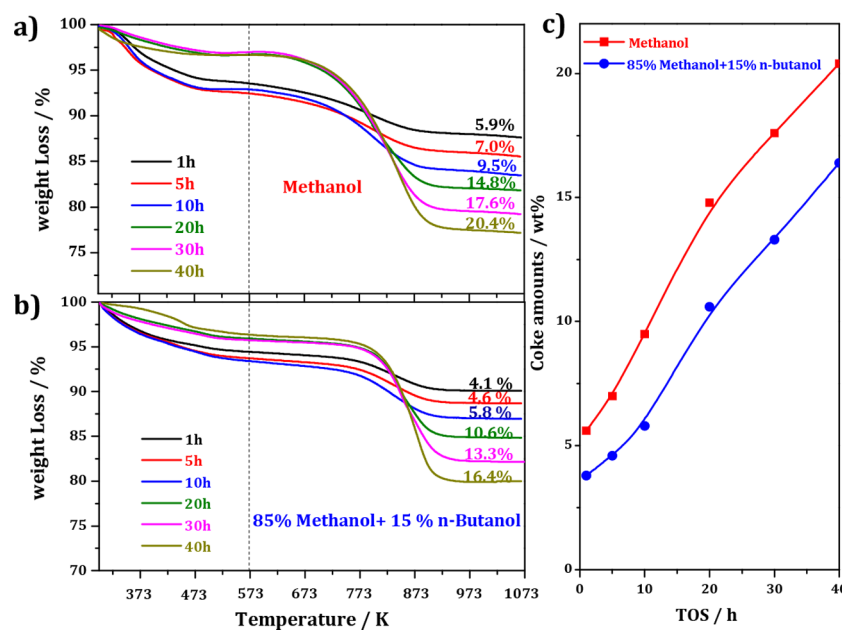 a)
weight Loss / %
100
95
90
85
80
75
1h
5h
10h
20h
30h
40h
Methanol
5.9%
7.0%
9.5%
14.8%
17.6%
20.4%
b)
weight Loss / %
100
95
90
85
80
75
70
1h
5h
10h
20h
30h
40h
85% Methanol+ 15 % n-Butanol
4.1 %
4.6 %
5.8 %
10.6%
13.3%
16.4%
373 473 573 673 773 873 973 1073
Temperature / K
c)
Coke amounts / wt%
20
15
10
5
0
Methanol
85% Methanol+15% n-butanol
0 10 20 30 40
TOS / h